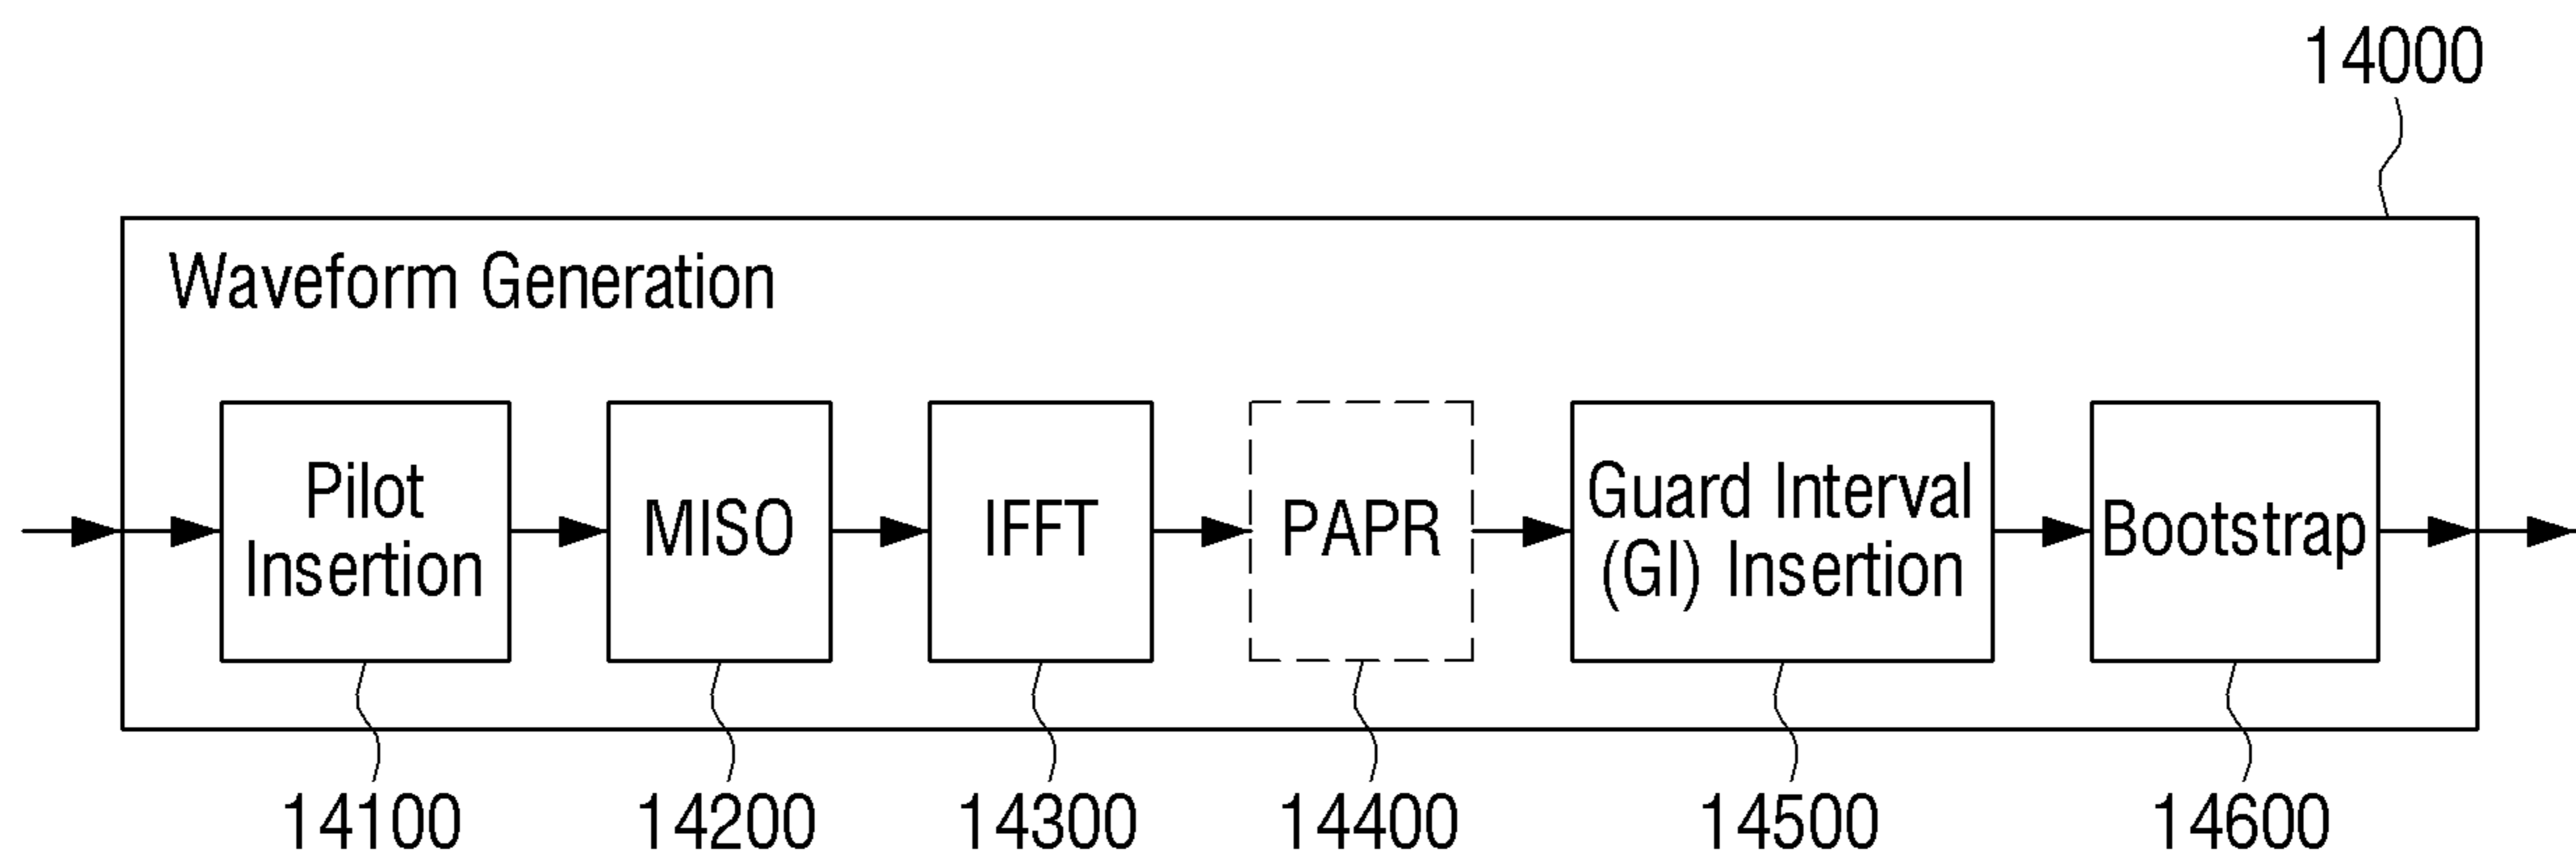 14000
Waveform Generation
Pilot
Insertion
MISO
IFFT
PAPR
Guard Interval
(GI) Insertion
Bootstrap
14100
14200
14300
14400
14500
14600